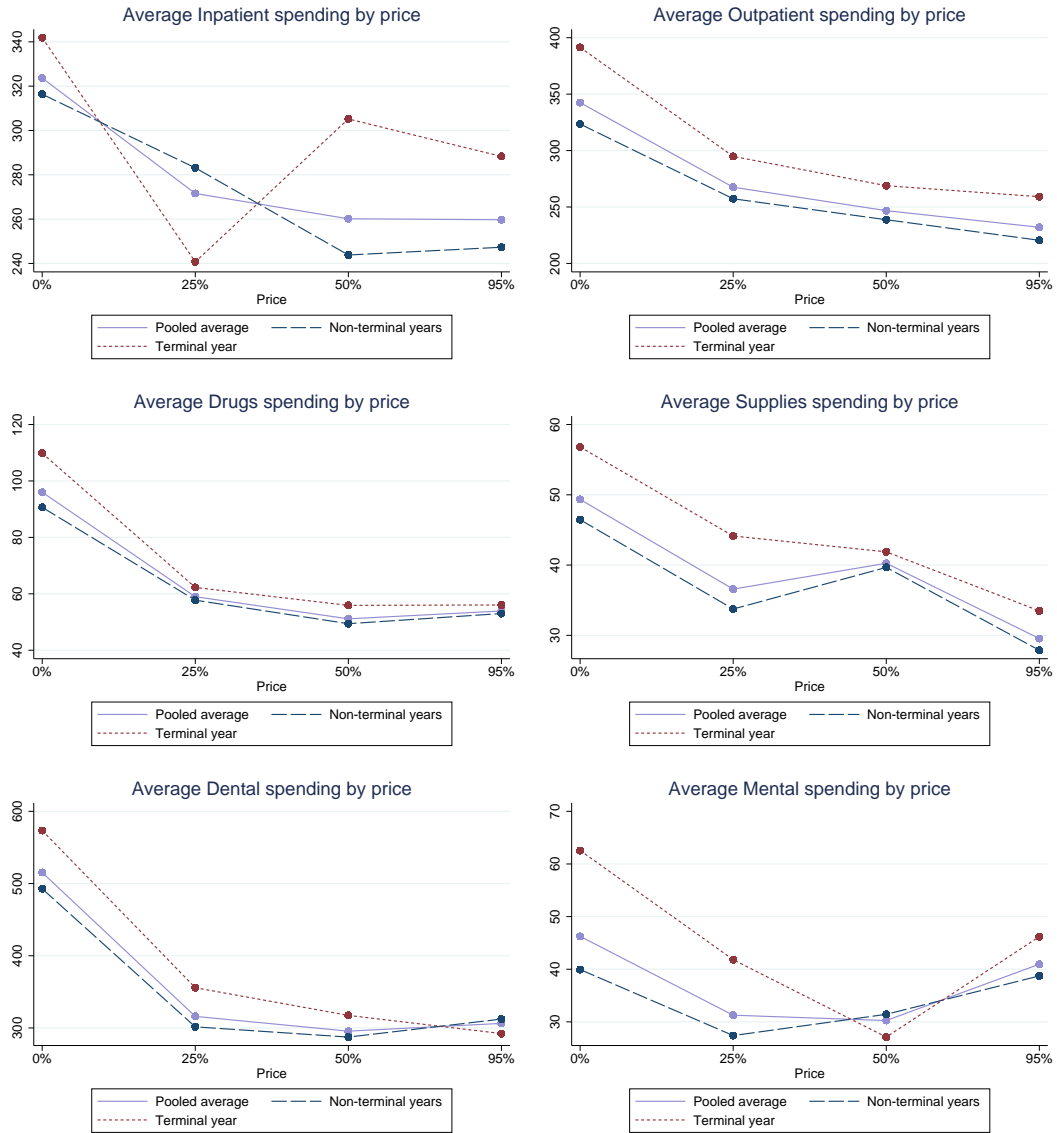 Average Inpatient spending by price
340
320
300
280
260
240
0% 25% 50% 95%
Price
Pooled average Non-terminal years
Terminal year
Average Outpatient spending by price
400
350
300
250
200
0% 25% 50% 95%
Price
Pooled average Non-terminal years
Terminal year
Average Drugs spending by price
120
100
80
60
40
0% 25% 50% 95%
Price
Pooled average Non-terminal years
Terminal year
Average Supplies spending by price
60
50
40
30
0% 25% 50% 95%
Price
Pooled average Non-terminal years
Terminal year
Average Dental spending by price
600
500
400
300
0% 25% 50% 95%
Price
Pooled average Non-terminal years
Terminal year
Average Mental spending by price
70
60
50
40
30
0% 25% 50% 95%
Price
Pooled average Non-terminal years
Terminal year